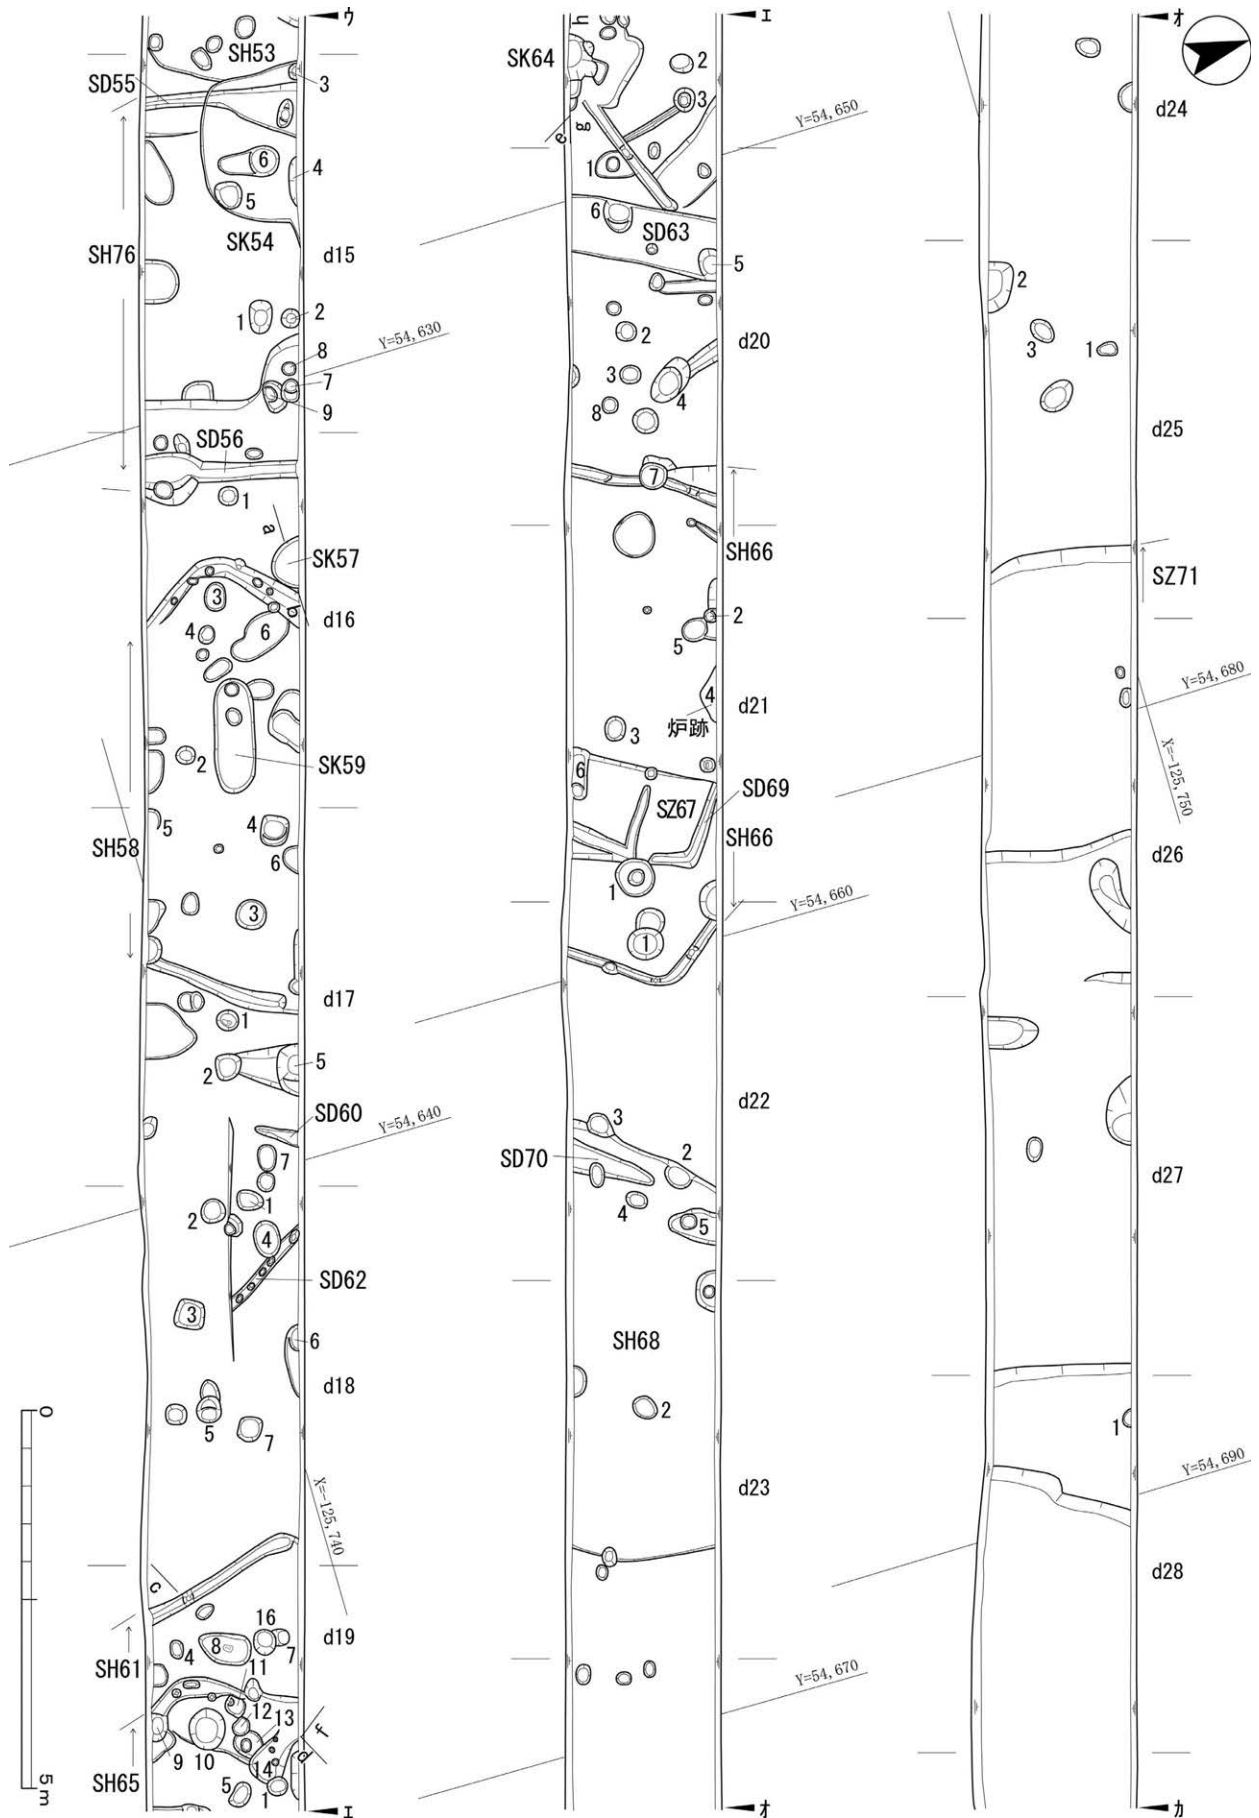 ウ
SH53
SD55
3
6
4
5
SK54
SH76
d15
1
2
Y=54,630
8
7
9
SD56
1
a
SK57
3
d16
4
6
2
SK59
5
4
SH58
6
3
d17
1
2
5
SD60
Y=54,640
7
1
2
4
SD62
3
6
d18
5
7
0
X=-125,740
c
16
d19
8
4
7
SH61
11
12
13
f
d
9
10
14
SH65
5
1
5m
エ
エ
h
SK64
2
3
Y=54,650
e
g
1
6
SD63
5
2
d20
3
4
8
7
SH66
2
5
4
d21
炉跡
3
6
SD69
SZ67
SH66
1
Y=54,660
1
d22
3
SD70
2
4
5
SH68
2
d23
Y=54,670
オ
オ
d24
2
3
1
d25
SZ71
Y=54,680
X=-125,750
d26
d27
1
Y=54,690
d28
カ